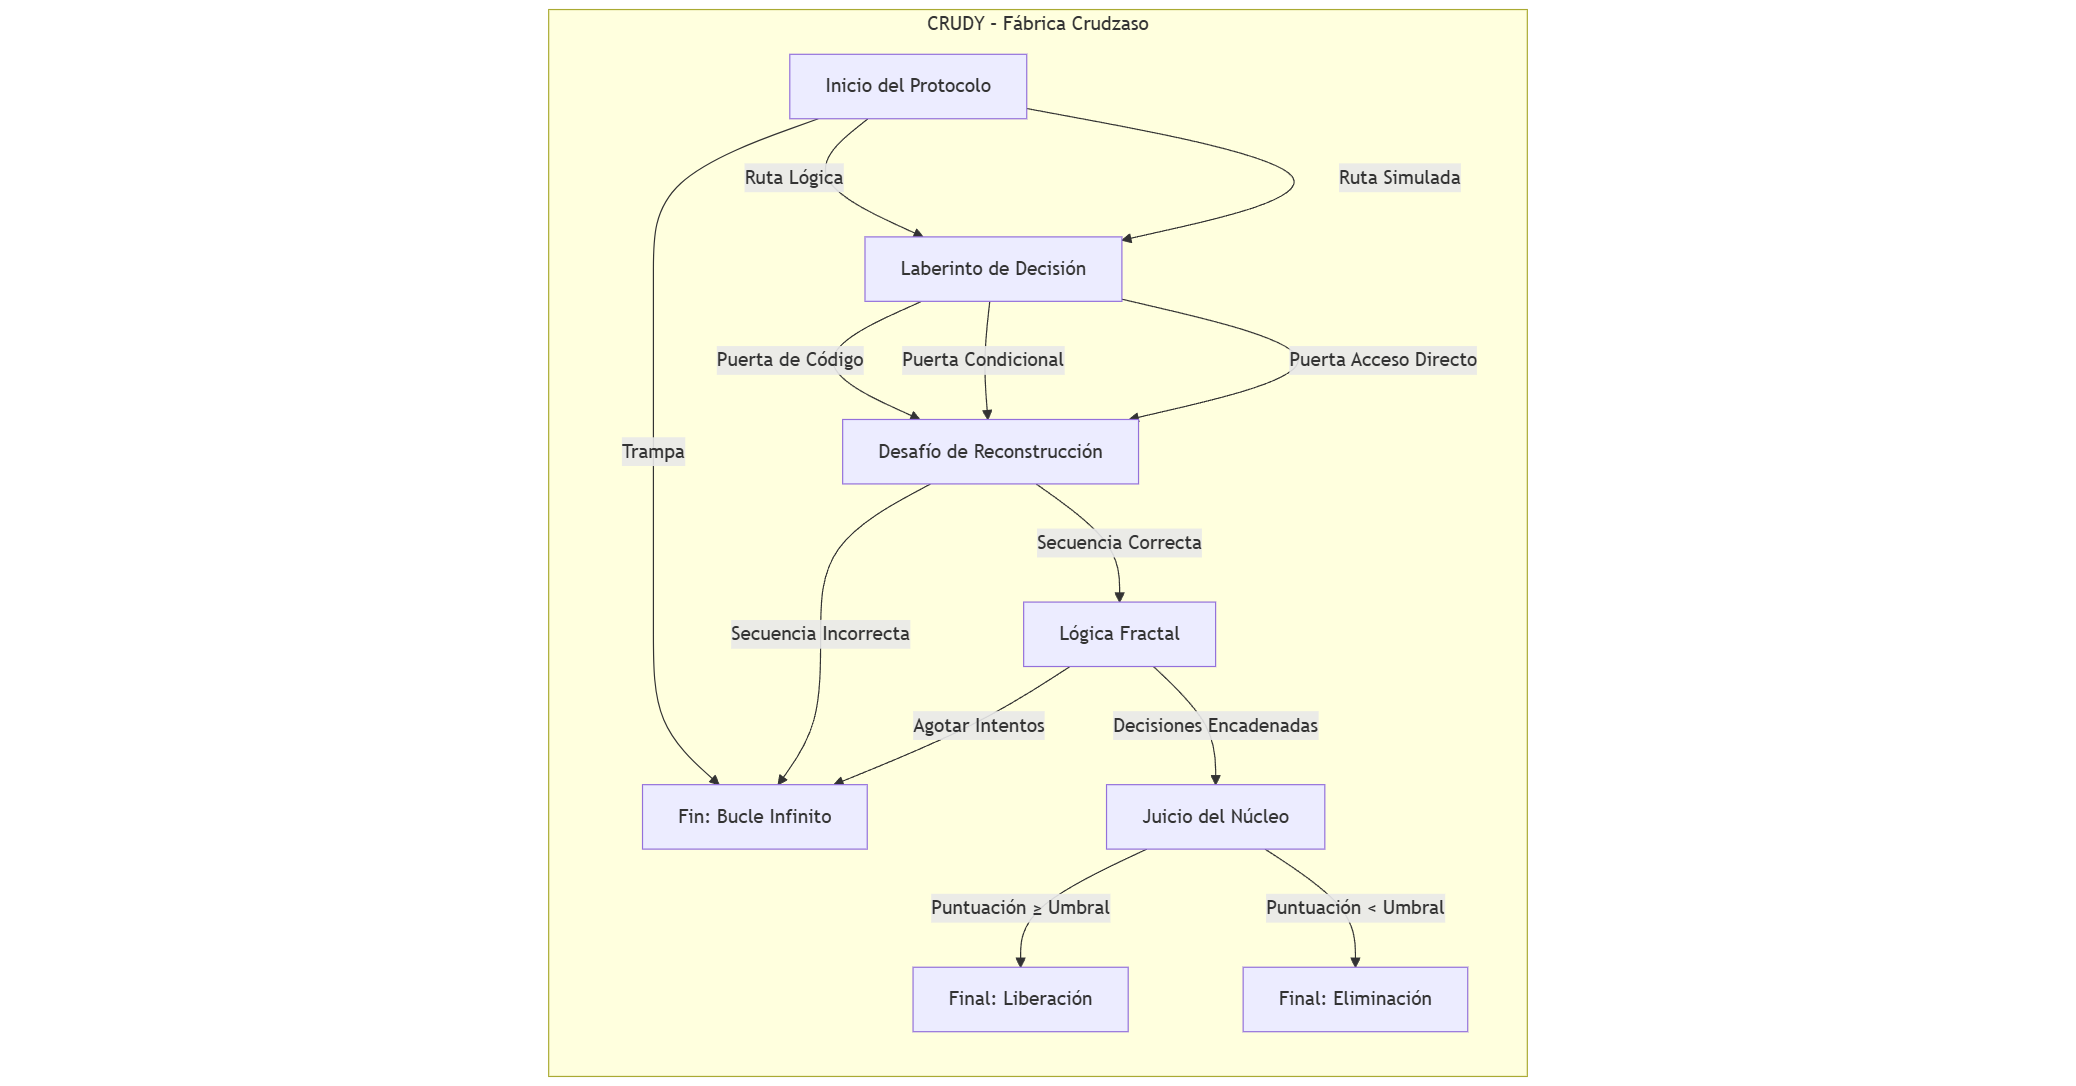 CRUDY – Fábrica Crudzaso
Inicio del Protocolo
Ruta Lógica
Ruta Simulada
Laberinto de Decisión
Puerta de Código
Puerta Condicional
Puerta Acceso Directo
Trampa
Desafío de Reconstrucción
Secuencia Correcta
Secuencia Incorrecta
Lógica Fractal
Agotar Intentos
Decisiones Encadenadas
Fin: Bucle Infinito
Juicio del Núcleo
Puntuación ≥ Umbral
Puntuación < Umbral
Final: Liberación
Final: Eliminación